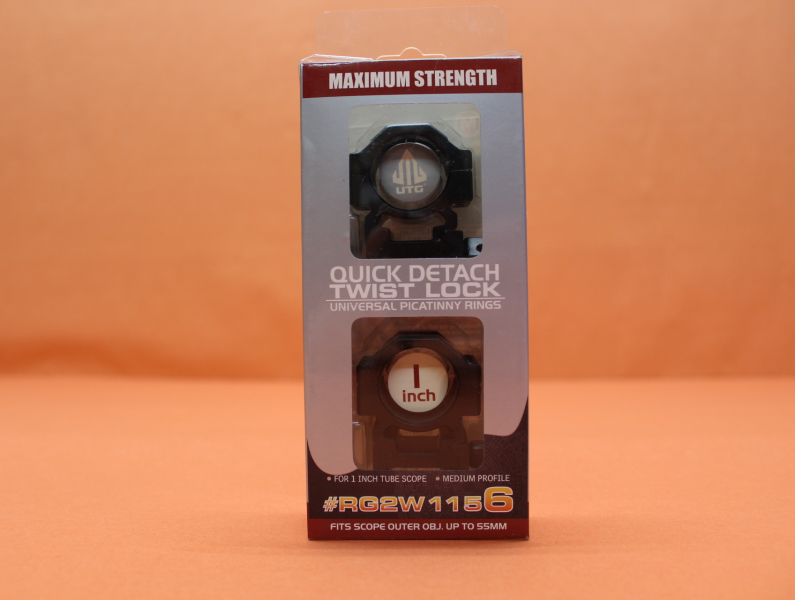 MAXIMUM STRENGTH
UTG
QUICK DETACH
TWIST LOCK
UNIVERSAL PICATINNY RINGS
1
inch
• FOR 1 INCH TUBE SCOPE • MEDIUM PROFILE
#RG2W1156
FITS SCOPE OUTER OBJ. UP TO 55MM